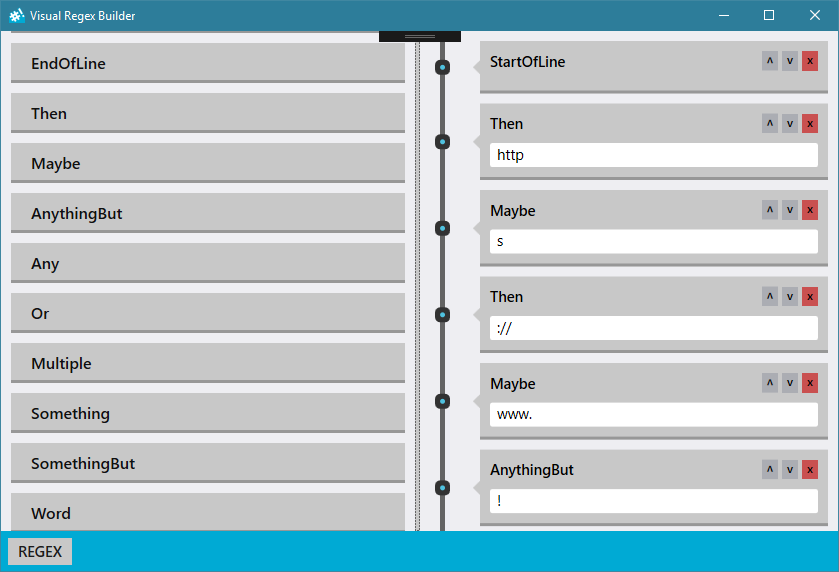 Visual Regex Builder
EndOfLine
Then
Maybe
AnythingBut
Any
Or
Multiple
Something
SomethingBut
Word
StartOfLine
^ v x
Then
^ v x
http
Maybe
^ v x
s
Then
^ v x
://
Maybe
^ v x
www.
AnythingBut
^ v x
!
REGEX